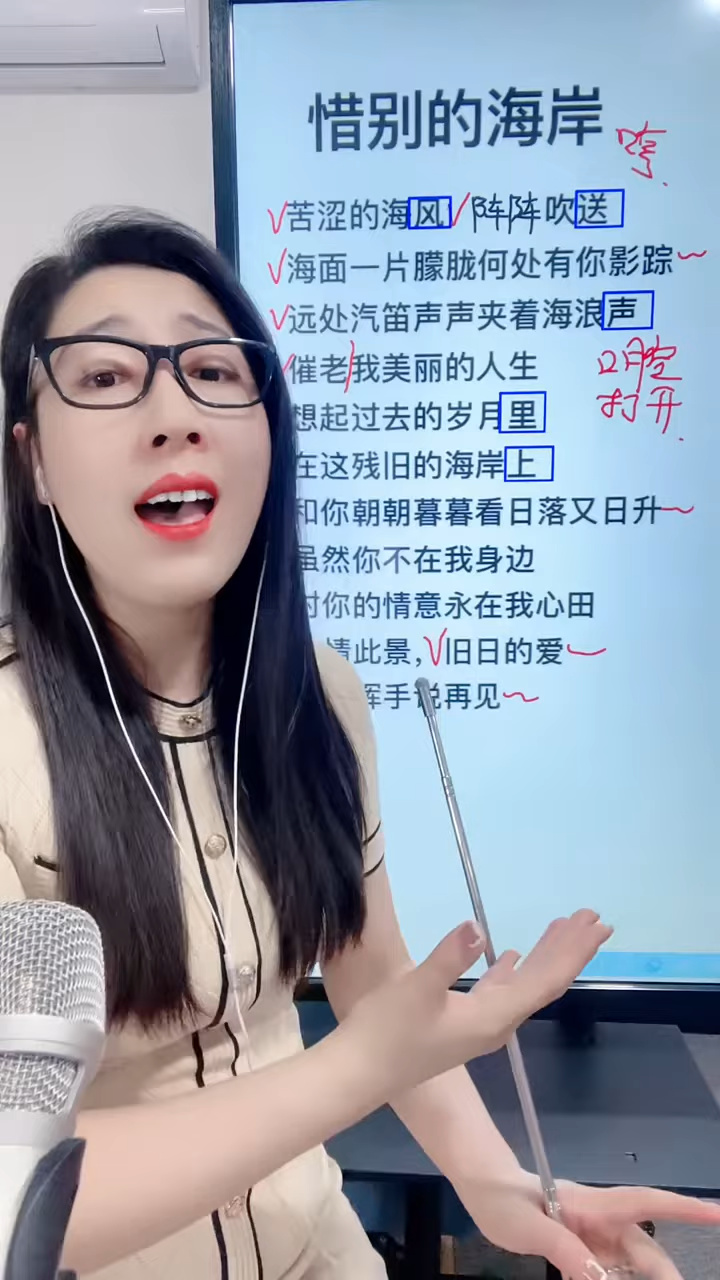 惜别的海岸
苦涩的海风 阵阵吹送
海面一片朦胧何处有你影踪
远处汽笛声声夹着海浪声
催老我美丽的人生
口腔
打开
想起过去的岁月里
在这残旧的海岸上
和你朝朝暮暮看日落又日升
虽然你不在我身边
对你的情意永在我心田
情此景,旧日的爱
挥手说再见